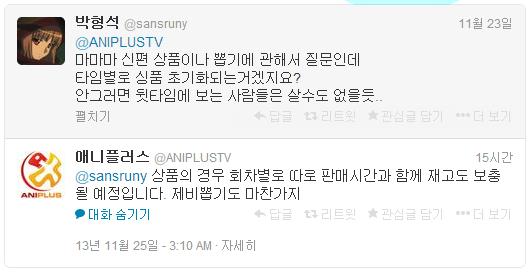 박형석 @sansruny 11월 23일
@ANIPLUSTV
마마마 신편 상품이나 뽑기에 관해서 질문인데
타임별로 싱품 초기화되는거겠지요?
안그러면 뒷타임에 보는 사람들은 살수도 없을듯..
펼치기 답글 리트윗 관심글 담기 더 보기
애니플러스 @ANIPLUSTV 15시간
@sansruny 상품의 경우 회차별로 따로 판매시간과 함께 재고도 보충
될 예정입니다. 제비뽑기도 마찬가지
ANIPLUS
대화 숨기기 답글 리트윗 관심글 담기 더 보기
13년 11월 25일 - 3:10 AM · 자세히